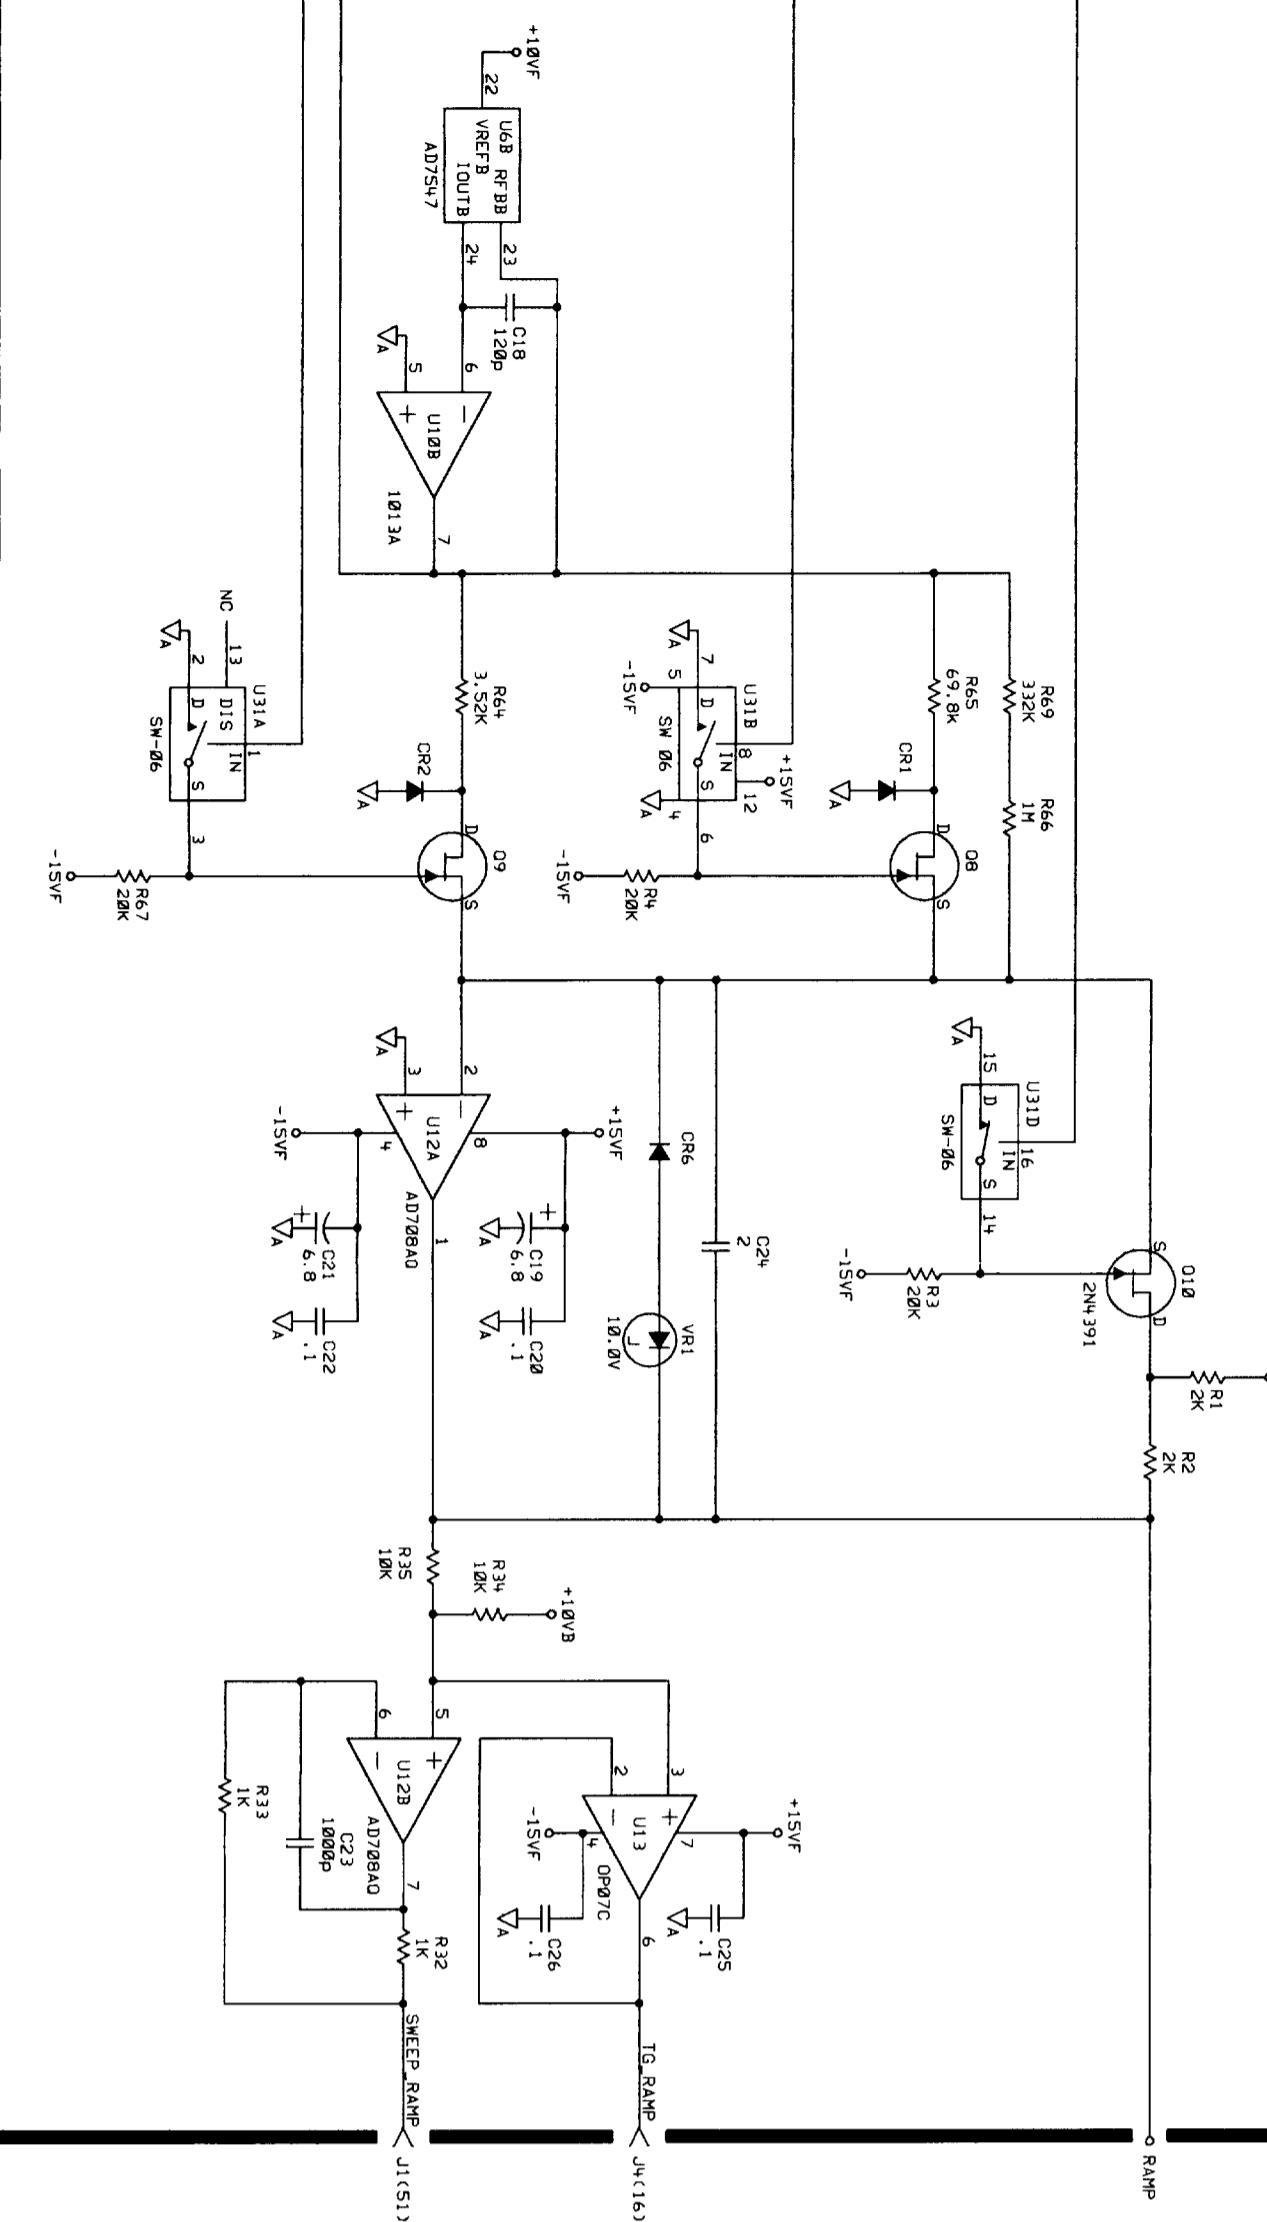 +10VF
22
U6B RFBB
VREFB
IOUTB
AD7547
23
24
C18
120p
A
5
6
U10B
1013A
7
NC
13
A
2
U31A
DIS
D
IN
1
S
SW-06
3
-15VF
R67
20K
R64
3.52K
CR2
A
D
Q9
S
A
7
-15VF
5
U31B
D
IN
8
S
SW 06
+15VF
12
A
4
6
-15VF
R4
20K
R65
69.8K
CR1
A
D
Q8
S
R69
332K
R66
1M
A
3
2
U12A
AD708AQ
-15VF
4
8
+15VF
1
C21
6.8
C22
.1
A
A
C19
6.8
C20
.1
A
A
CR6
VR1
10.0V
C24
2
A
15
U31D
D
IN
16
S
SW-06
14
-15VF
R3
20K
S
Q10
D
2N4391
R1
2K
R2
2K
R35
10K
R34
10K
+10VB
6
5
U12B
AD708AQ
7
R33
1K
C23
1000p
R32
1K
SWEEP_RAMP
J1(51)
2
3
U13
OP07C
-15VF
4
7
+15VF
6
C26
.1
A
C25
.1
A
TG_RAMP
J4(16)
RAMP